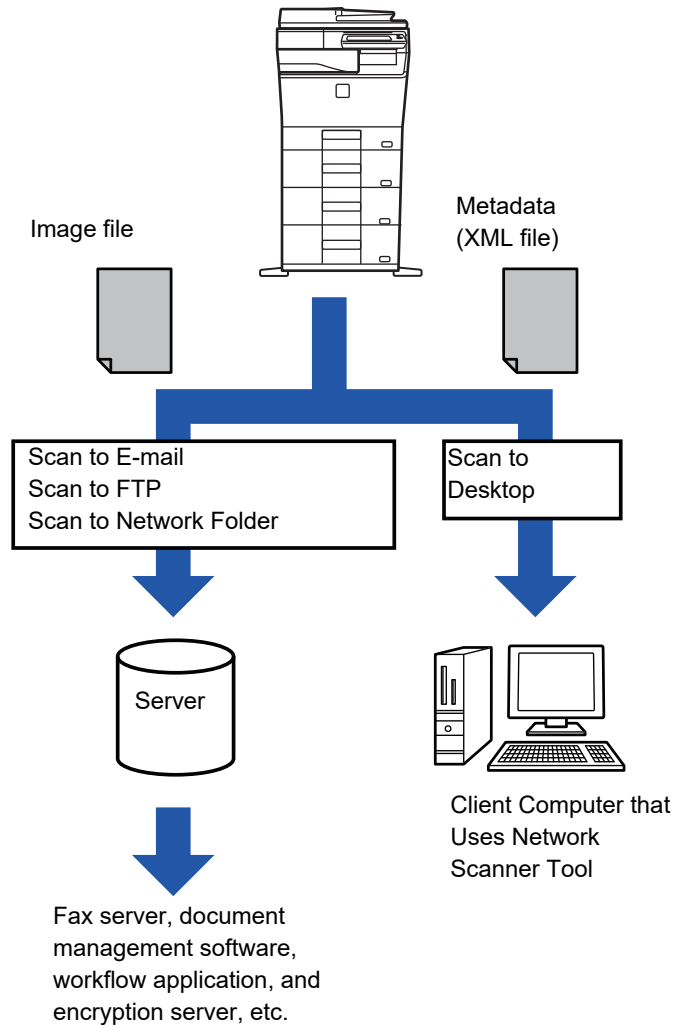 Image file
Metadata
(XML file)
Scan to E-mail
Scan to FTP
Scan to Network Folder
Scan to
Desktop
Server
Client Computer that
Uses Network
Scanner Tool
Fax server, document
management software,
workflow application, and
encryption server, etc.